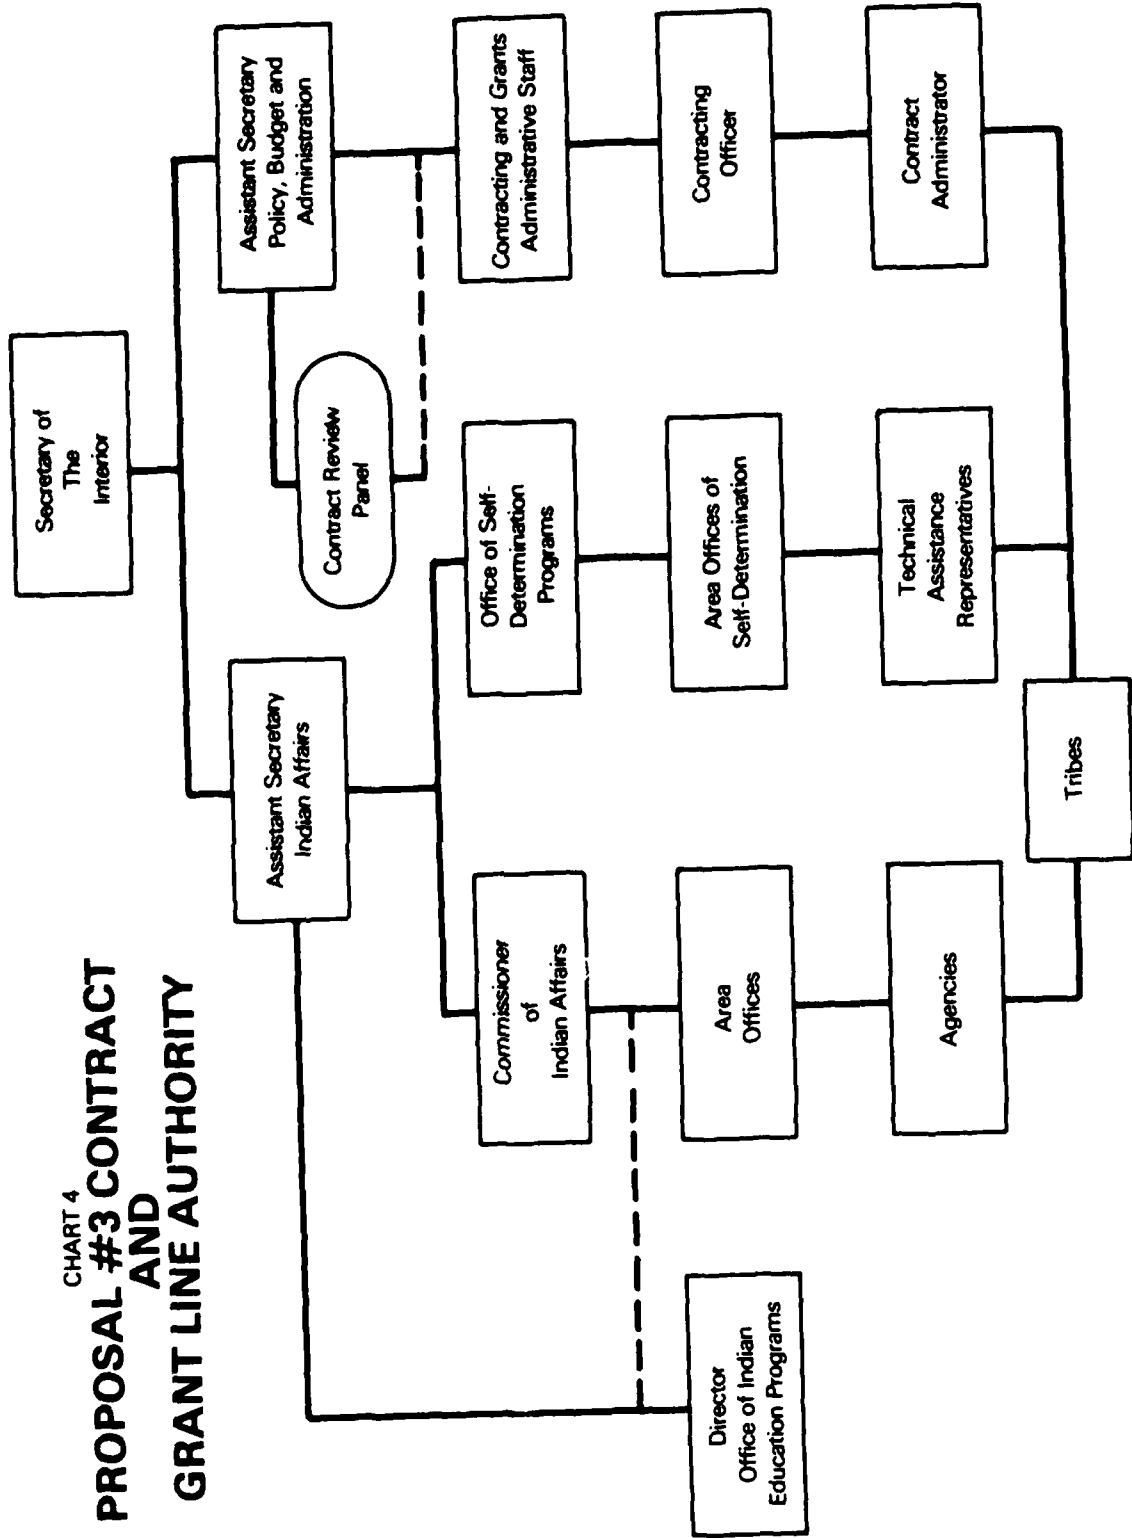 CHART 4
PROPOSAL #3 CONTRACT
AND
GRANT LINE AUTHORITY
Secretary of
The
Interior
Assistant Secretary
Indian Affairs
Assistant Secretary
Policy, Budget and
Administration
Contract Review
Panel
Commissioner
of
Indian Affairs
Office of Self-
Determination
Programs
Contracting and Grants
Administrative Staff
Director
Office of Indian
Education Programs
Area
Offices
Area Offices of
Self-Determination
Contracting
Officer
Agencies
Technical
Assistance
Representatives
Contract
Administrator
Tribes